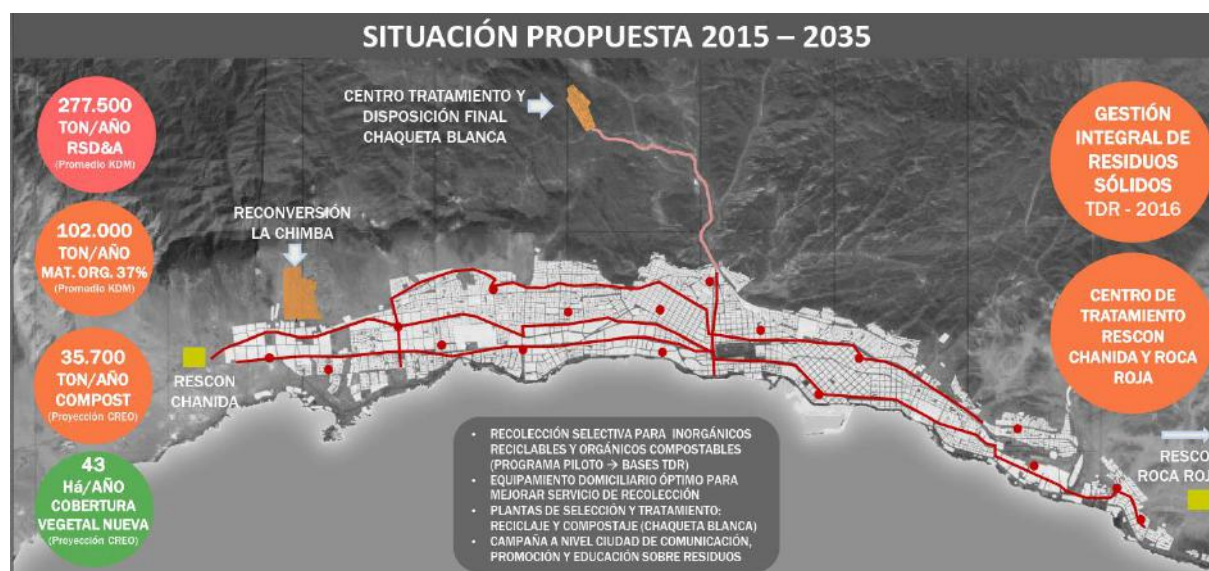 SITUACIÓN PROPUESTA 2015 – 2035
277.500
TON/AÑO
RSD&A
(Promedio KDM)
102.000
TON/AÑO
MAT. ORG. 37%
(Promedio KDM)
35.700
TON/AÑO
COMPOST
(Proyección CREO)
43
Há/AÑO
COBERTURA
VEGETAL NUEVA
(Proyección CREO)
RECONVERSIÓN
LA CHIMBA
RESCON
CHANIDA
CENTRO TRATAMIENTO Y
DISPOSICIÓN FINAL
CHAQUETA BLANCA
• RECOLECCIÓN SELECTIVA PARA INORGÁNICOS
RECICLABLES Y ORGÁNICOS COMPOSTABLES
(PROGRAMA PILOTO → BASES TDR)
• EQUIPAMIENTO DOMICILIARIO ÓPTIMO PARA
MEJORAR SERVICIO DE RECOLECCIÓN
• PLANTAS DE SELECCIÓN Y TRATAMIENTO:
RECICLAJE Y COMPOSTAJE (CHAQUETA BLANCA)
• CAMPAÑA A NIVEL CIUDAD DE COMUNICACIÓN,
PROMOCIÓN Y EDUCACIÓN SOBRE RESIDUOS
GESTIÓN
INTEGRAL DE
RESIDUOS
SÓLIDOS
TDR - 2016
CENTRO DE
TRATAMIENTO
RESCON
CHANIDA Y ROCA
ROJA
RESCO
ROCA ROJ